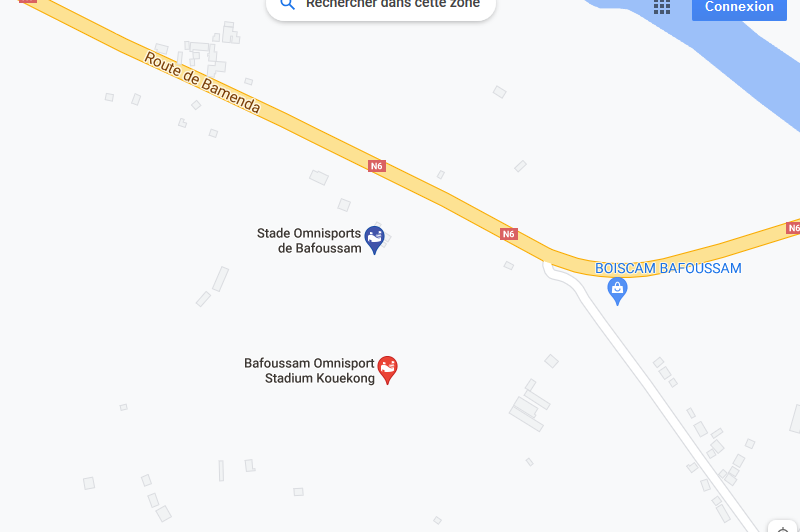 Rechercher dans cette zone
Connexion
Route de Bamenda
N6
N6
N6
Stade Omnisports
de Bafoussam
BOISCAM BAFOUSSAM
Bafoussam Omnisport
Stadium Kouekong